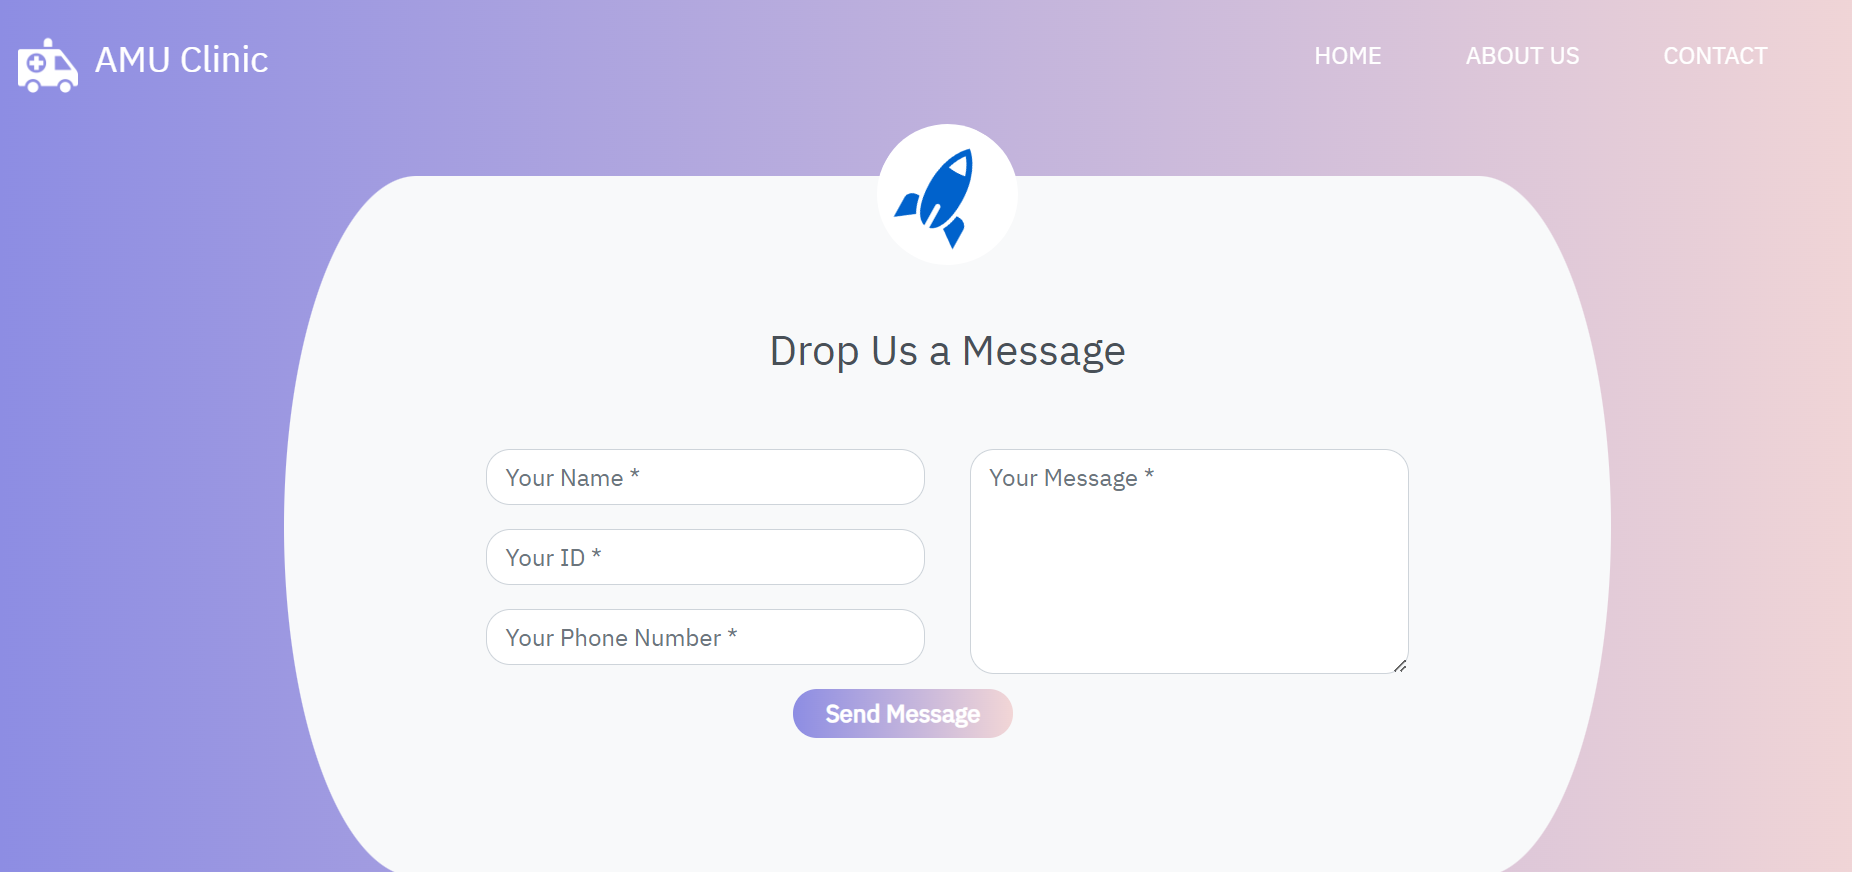 AMU Clinic
HOME ABOUT US CONTACT
Drop Us a Message
Your Name *
Your ID *
Your Phone Number *
Your Message *
Send Message